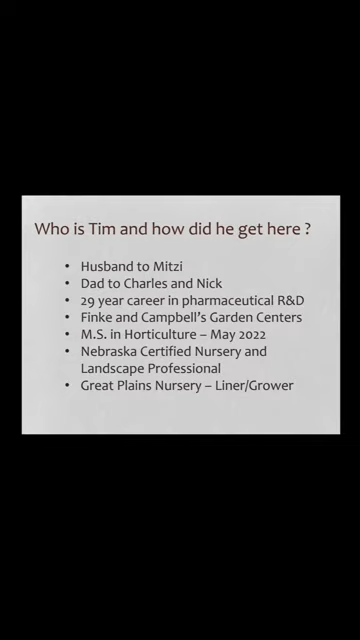 Who is Tim and how did he get here ?
• Husband to Mitzi
• Dad to Charles and Nick
• 29 year career in pharmaceutical R&D
• Finke and Campbell's Garden Centers
• M.S. in Horticulture – May 2022
• Nebraska Certified Nursery and
Landscape Professional
• Great Plains Nursery – Liner/Grower